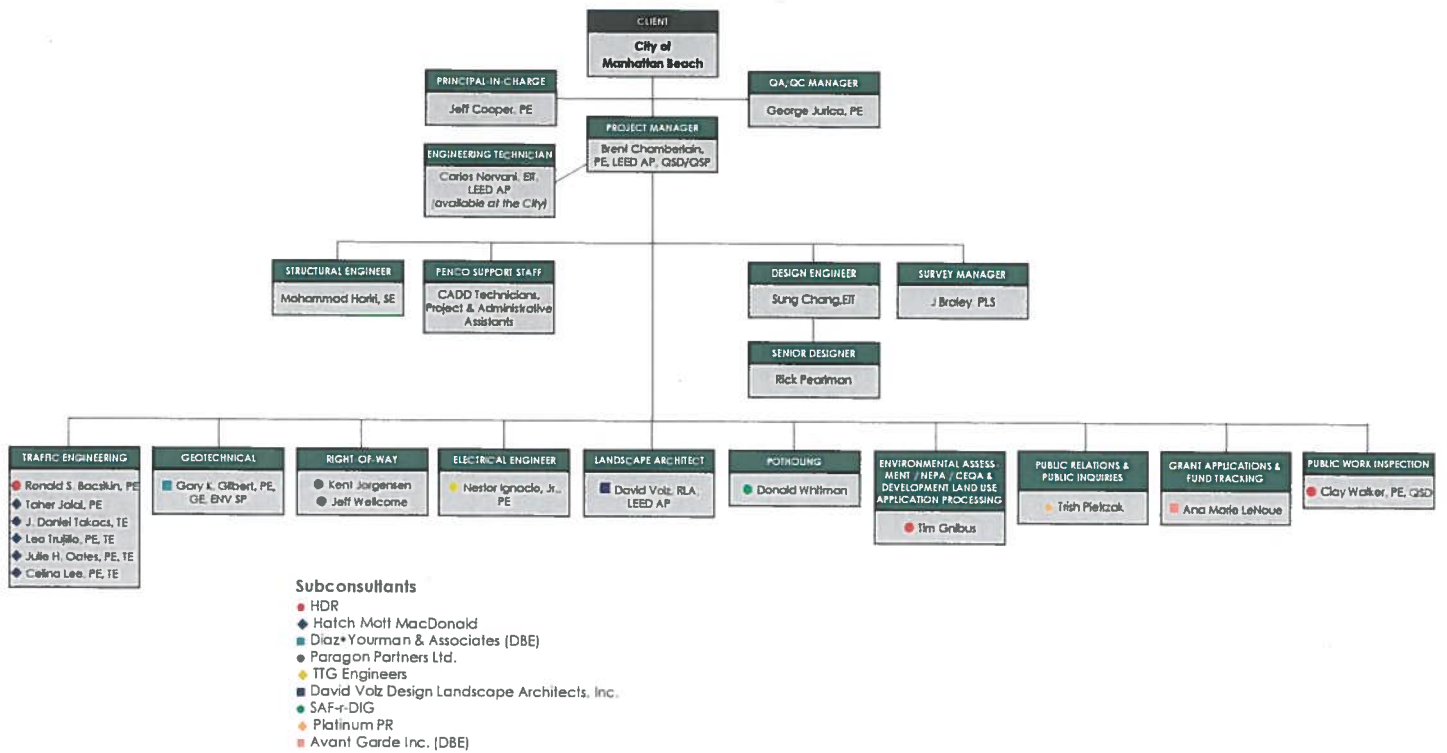 CLIENT
City of
Manhattan Beach
PRINCIPAL-IN-CHARGE
Jeff Cooper, PE
QA/QC MANAGER
George Jurica, PE
PROJECT MANAGER
Brent Chamberlain,
PE, LEED AP, QSD/QSP
ENGINEERING TECHNICIAN
Carlos Norvani, EIT,
LEED AP
(available at the City)
STRUCTURAL ENGINEER
Mohammad Hariri, SE
PENCO SUPPORT STAFF
CADD Technicians,
Project & Administrative
Assistants
DESIGN ENGINEER
Sung Chang,EIT
SURVEY MANAGER
J Braley, PLS
SENIOR DESIGNER
Rick Pearlman
TRAFFIC ENGINEERING
Ronald S. Bacsikin, PE
Taher Jalal, PE
J. Daniel Takacs, TE
Leo Trujillo, PE, TE
Julie H. Oates, PE, TE
Celina Lee, PE, TE
GEOTECHNICAL
Gary K. Gilbert, PE,
GE, ENV SP
RIGHT-OF-WAY
Kent Jorgensen
Jeff Wellcome
ELECTRICAL ENGINEER
Nestor Ignacio, Jr.,
PE
LANDSCAPE ARCHITECT
David Volz, RLA,
LEED AP
POTHOLING
Donald Whitman
ENVIRONMENTAL ASSESS-
MENT / NEPA / CEQA &
DEVELOPMENT LAND USE
APPLICATION PROCESSING
Tim Gnibus
PUBLIC RELATIONS &
PUBLIC INQUIRIES
Trish Pietrzak
GRANT APPLICATIONS &
FUND TRACKING
Ana Marie LeNoue
PUBLIC WORK INSPECTION
Clay Walker, PE, QSD
Subconsultants
HDR
Hatch Mott MacDonald
Diaz•Yourman & Associates (DBE)
Paragon Partners Ltd.
TTG Engineers
David Volz Design Landscape Architects, Inc.
SAF-r-DIG
Platinum PR
Avant Garde Inc. (DBE)